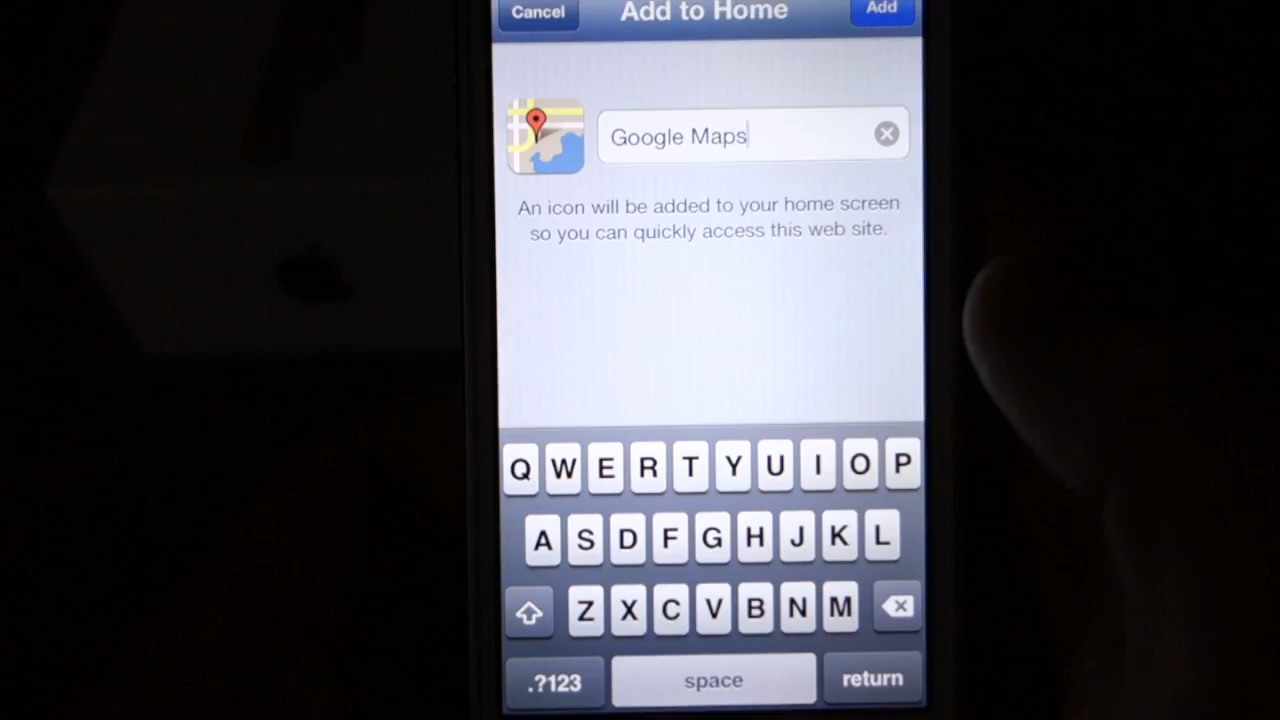 Cancel Add to Home Add
Google Maps
An icon will be added to your home screen
so you can quickly access this web site.
Q W E R T Y U I O P
A S D F G H J K L
Z X C V B N M
.?123 space return